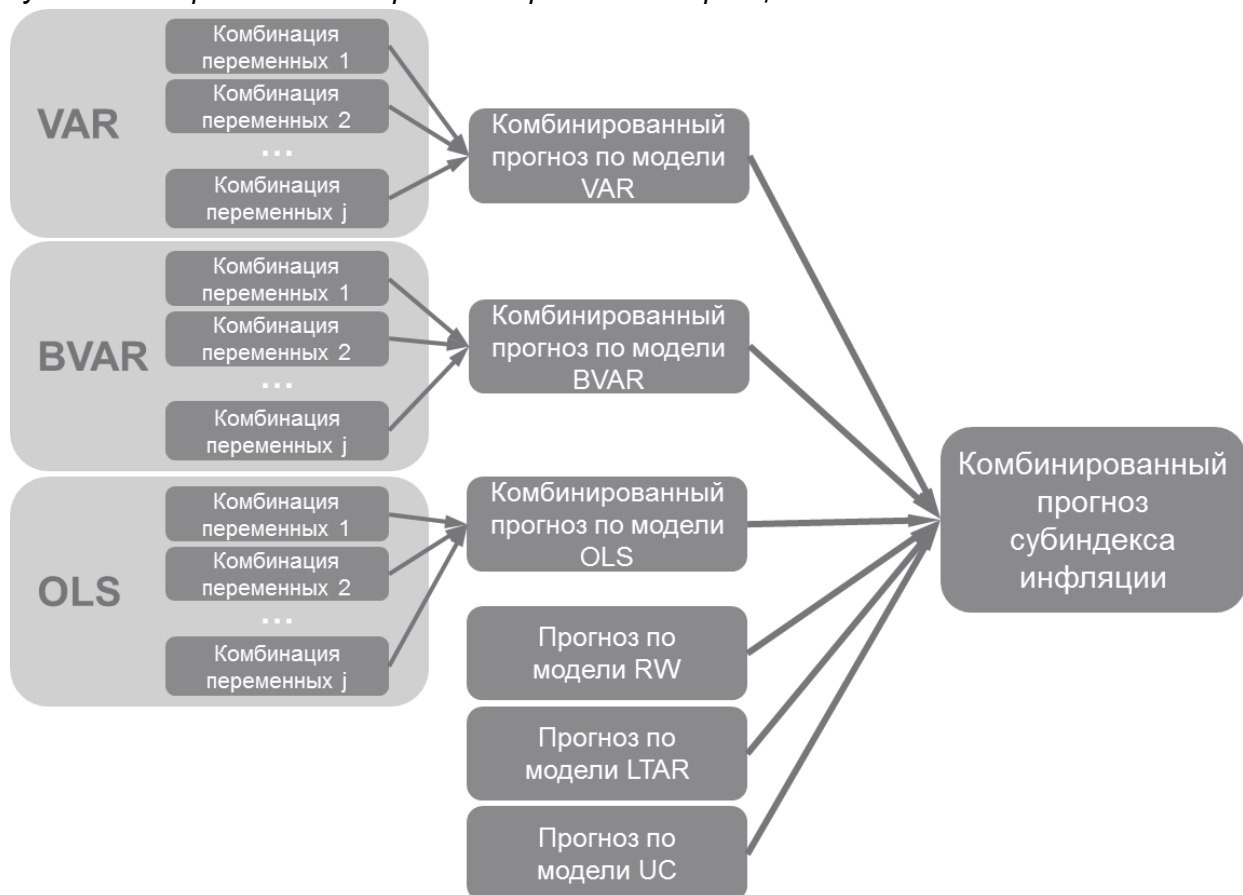 VAR
Комбинация
переменных 1
Комбинация
переменных 2
...
Комбинация
переменных j
BVAR
Комбинация
переменных 1
Комбинация
переменных 2
...
Комбинация
переменных j
OLS
Комбинация
переменных 1
Комбинация
переменных 2
...
Комбинация
переменных j
Комбинированный
прогноз по модели
VAR
Комбинированный
прогноз по модели
BVAR
Комбинированный
прогноз по модели
OLS
Прогноз по
модели RW
Прогноз по
модели LTAR
Прогноз по
модели UC
Комбинированный
прогноз
субиндекса
инфляции